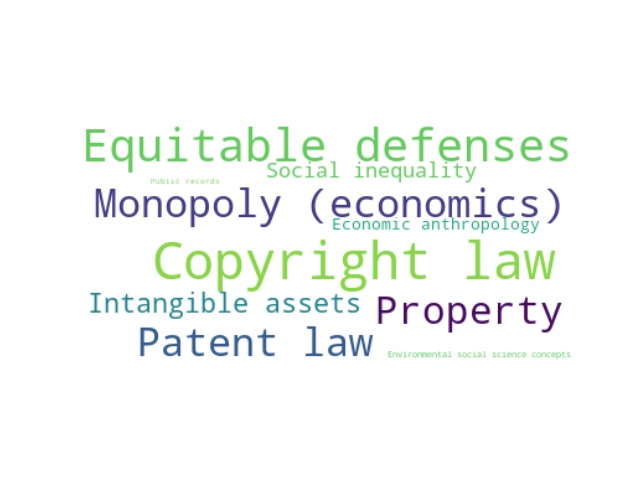 Equitable defenses
Social inequality
Public records
Monopoly (economics)
Economic anthropology
Copyright law
Intangible assets
Property
Patent law
Environmental social science concepts